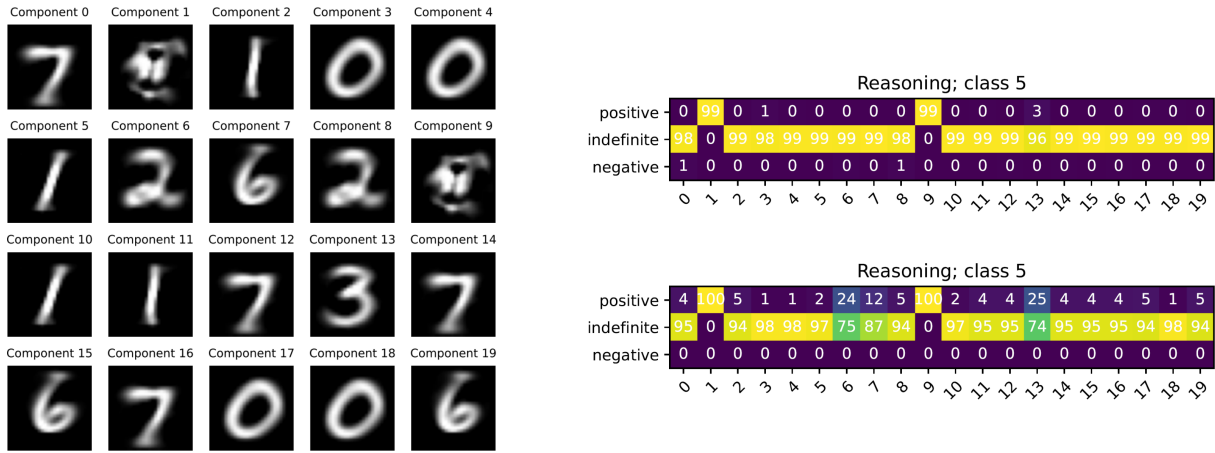 Component 0 Component 1 Component 2 Component 3 Component 4
Component 5 Component 6 Component 7 Component 8 Component 9
Component 10 Component 11 Component 12 Component 13 Component 14
Component 15 Component 16 Component 17 Component 18 Component 19
Reasoning; class 5
positive 0 99 0 1 0 0 0 0 0 99 0 0 0 3 0 0 0 0 0 0
indefinite 98 0 99 98 99 99 99 99 98 0 99 99 99 96 99 99 99 99 99 99
negative 1 0 0 0 0 0 0 0 1 0 0 0 0 0 0 0 0 0 0 0
0 1 2 3 4 5 6 7 8 9 10 11 12 13 14 15 16 17 18 19
Reasoning; class 5
positive 4 100 5 1 1 2 24 12 5 100 2 4 4 25 4 4 4 5 1 5
indefinite 95 0 94 98 98 97 75 87 94 0 97 95 95 74 95 95 95 94 98 94
negative 0 0 0 0 0 0 0 0 0 0 0 0 0 0 0 0 0 0 0 0
0 1 2 3 4 5 6 7 8 9 10 11 12 13 14 15 16 17 18 19